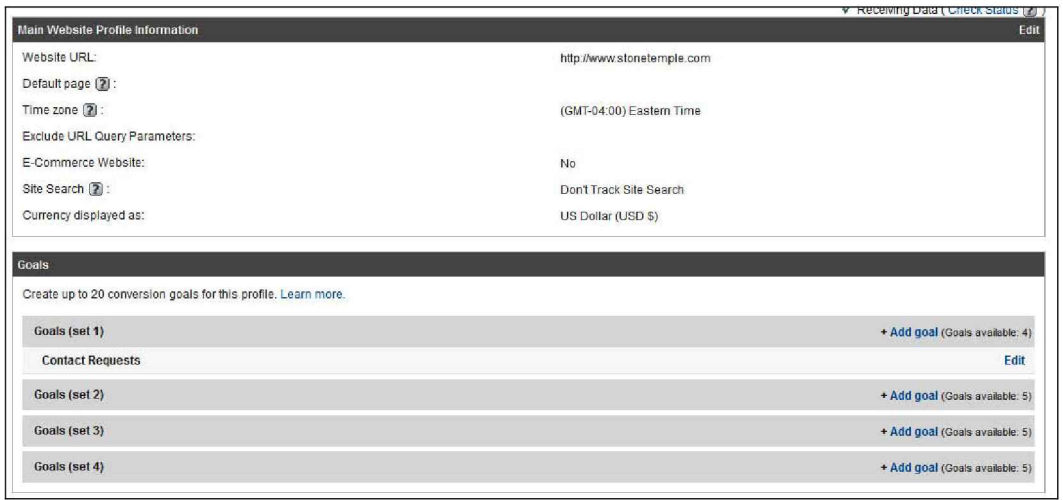 ✓ Receiving Data ( Check Status ? )
Main Website Profile Information Edit
Website URL: http://www.stonetemple.com
Default page ? :
Time zone ? : (GMT-04:00) Eastern Time
Exclude URL Query Parameters:
E-Commerce Website: No
Site Search ? : Don't Track Site Search
Currency displayed as: US Dollar (USD $)
Goals
Create up to 20 conversion goals for this profile. Learn more.
Goals (set 1) + Add goal (Goals available: 4)
Contact Requests Edit
Goals (set 2) + Add goal (Goals available: 5)
Goals (set 3) + Add goal (Goals available: 5)
Goals (set 4) + Add goal (Goals available: 5)